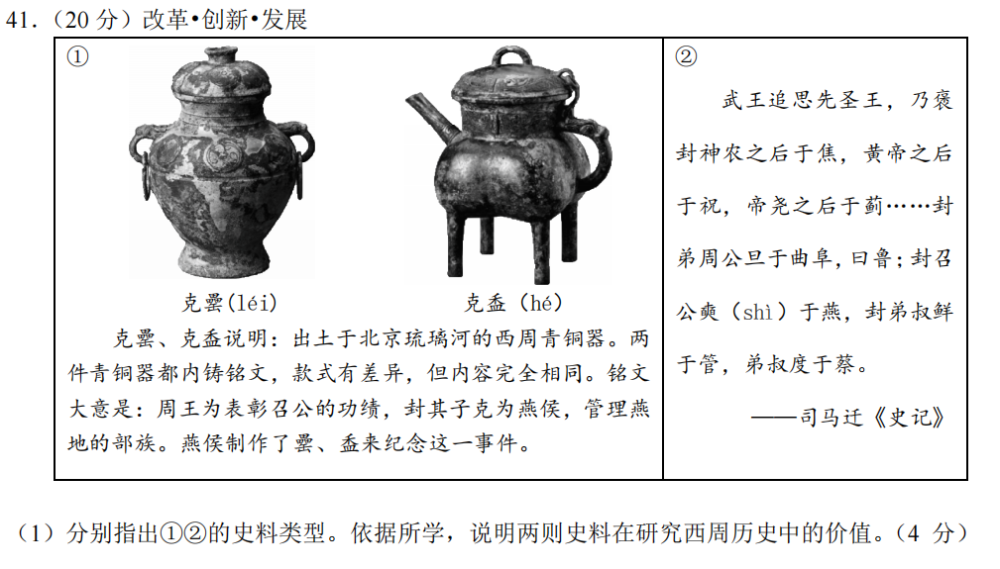 41.（20 分）改革•创新•发展
①
克罍(léi)
克盉（hé）
克罍、克盉说明：出土于北京琉璃河的西周青铜器。两
件青铜器都内铸铭文，款式有差异，但内容完全相同。铭文
大意是：周王为表彰召公的功绩，封其子克为燕侯，管理燕
地的部族。燕侯制作了罍、盉来纪念这一事件。
②
武王追思先圣王，乃褒
封神农之后于焦，黄帝之后
于祝，帝尧之后于蓟……封
弟周公旦于曲阜，曰鲁；封召
公奭（shì）于燕，封弟叔鲜
于管，弟叔度于蔡。
——司马迁《史记》
（1）分别指出①②的史料类型。依据所学，说明两则史料在研究西周历史中的价值。（4 分）